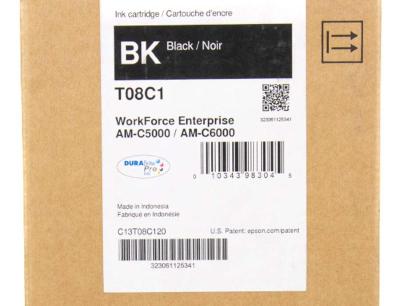 Ink cartridge / Cartouche d'encre
BK Black / Noir
T08C1
WorkForce Enterprise
AM-C5000 / AM-C6000
323061125341
DURABrite
Pro
Ink
0 10343 98304 5
Made in Indonesia
Fabriqué en Indonésie
C13T08C120
U.S. Patent: epson.com/patent
323061125341